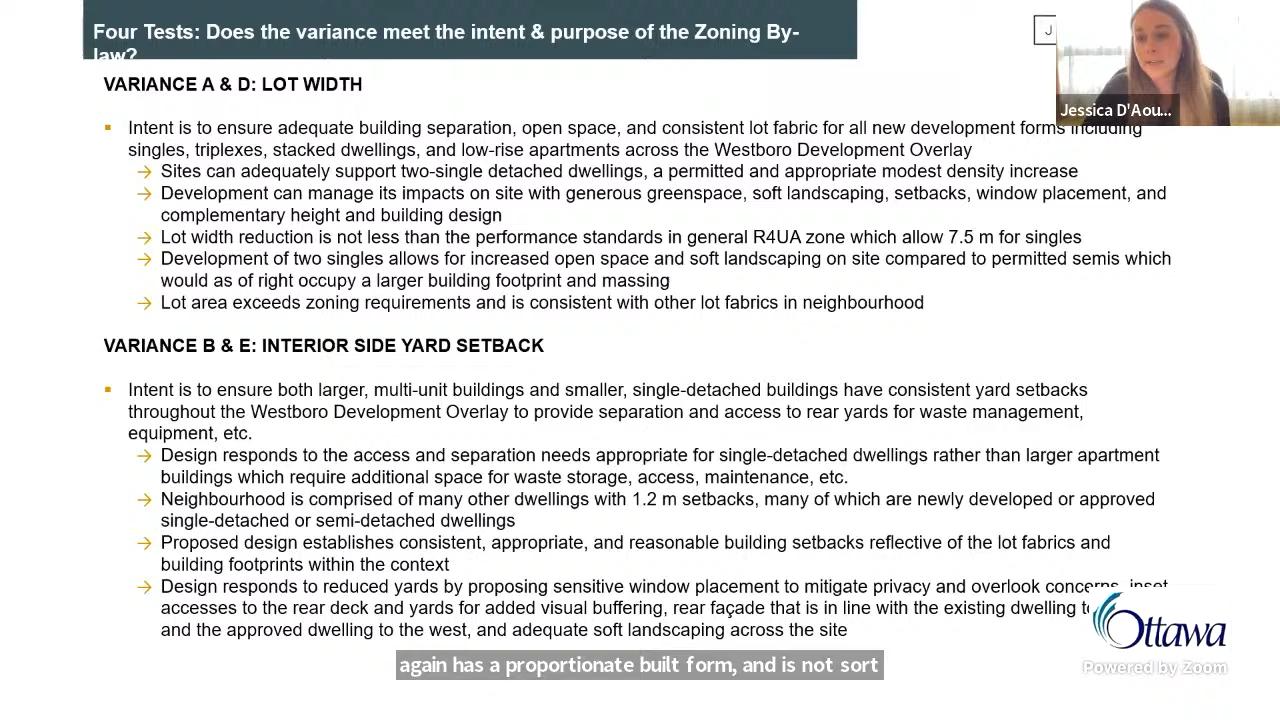 Four Tests: Does the variance meet the intent & purpose of the Zoning By-
law?
J
Jessica D'Aou...
VARIANCE A & D: LOT WIDTH
▪ Intent is to ensure adequate building separation, open space, and consistent lot fabric for all new development forms including
singles, triplexes, stacked dwellings, and low-rise apartments across the Westboro Development Overlay
→ Sites can adequately support two-single detached dwellings, a permitted and appropriate modest density increase
→ Development can manage its impacts on site with generous greenspace, soft landscaping, setbacks, window placement, and
complementary height and building design
→ Lot width reduction is not less than the performance standards in general R4UA zone which allow 7.5 m for singles
→ Development of two singles allows for increased open space and soft landscaping on site compared to permitted semis which
would as of right occupy a larger building footprint and massing
→ Lot area exceeds zoning requirements and is consistent with other lot fabrics in neighbourhood
VARIANCE B & E: INTERIOR SIDE YARD SETBACK
▪ Intent is to ensure both larger, multi-unit buildings and smaller, single-detached buildings have consistent yard setbacks
throughout the Westboro Development Overlay to provide separation and access to rear yards for waste management,
equipment, etc.
→ Design responds to the access and separation needs appropriate for single-detached dwellings rather than larger apartment
buildings which require additional space for waste storage, access, maintenance, etc.
→ Neighbourhood is comprised of many other dwellings with 1.2 m setbacks, many of which are newly developed or approved
single-detached or semi-detached dwellings
→ Proposed design establishes consistent, appropriate, and reasonable building setbacks reflective of the lot fabrics and
building footprints within the context
→ Design responds to reduced yards by proposing sensitive window placement to mitigate privacy and overlook concerns, inset
accesses to the rear deck and yards for added visual buffering, rear façade that is in line with the existing dwelling
and the approved dwelling to the west, and adequate soft landscaping across the site
again has a proportionate built form, and is not sort
Ottawa
Powered by Zoom